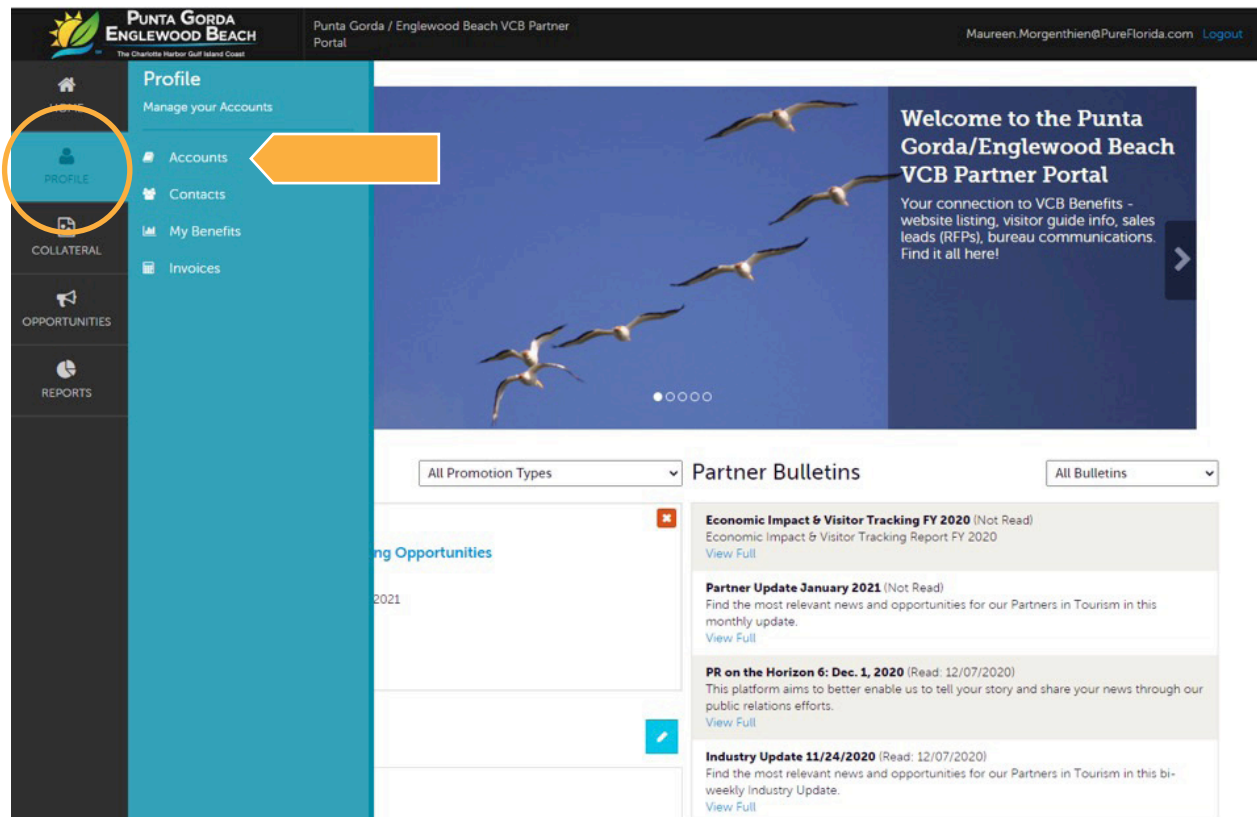 PUNTA GORDA
ENGLEWOOD BEACH
The Charlotte Harbor Gulf Island Coast
Punta Gorda / Englewood Beach VCB Partner
Portal
Maureen.Morgenthien@PureFlorida.com Logout
HOME
PROFILE
COLLATERAL
OPPORTUNITIES
REPORTS
Profile
Manage your Accounts
Accounts
Contacts
My Benefits
Invoices
Welcome to the Punta
Gorda/Englewood Beach
VCB Partner Portal
Your connection to VCB Benefits -
website listing, visitor guide info, sales
leads (RFPs), bureau communications.
Find it all here!
All Promotion Types
ng Opportunities
2021
Partner Bulletins
All Bulletins
Economic Impact & Visitor Tracking FY 2020 (Not Read)
Economic Impact & Visitor Tracking Report FY 2020
View Full
Partner Update January 2021 (Not Read)
Find the most relevant news and opportunities for our Partners in Tourism in this
monthly update.
View Full
PR on the Horizon 6: Dec. 1, 2020 (Read: 12/07/2020)
This platform aims to better enable us to tell your story and share your news through our
public relations efforts.
View Full
Industry Update 11/24/2020 (Read: 12/07/2020)
Find the most relevant news and opportunities for our Partners in Tourism in this bi-
weekly Industry Update.
View Full